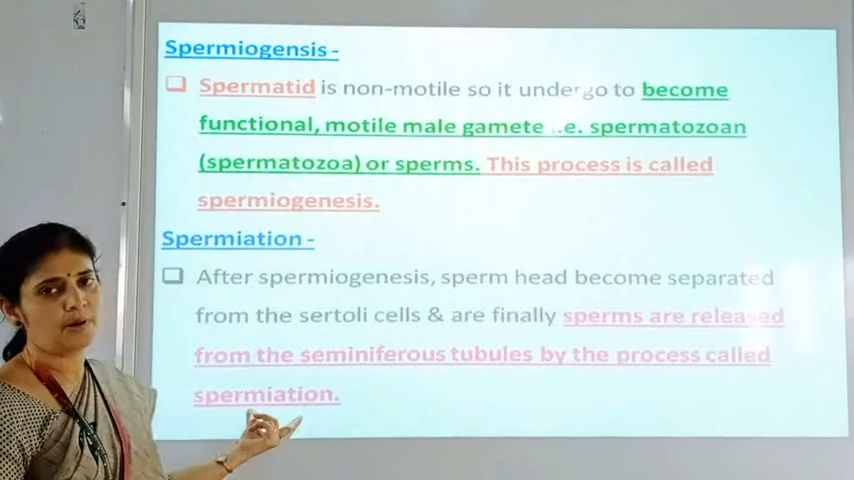 Spermiogensis -
Spermatid is non-motile so it undergo to become
functional, motile male gamete i.e. spermatozoan
(spermatozoa) or sperms. This process is called
spermiogenesis.
Spermiation -
After spermiogenesis, sperm head become separated
from the sertoli cells & are finally sperms are released
from the seminiferous tubules by the process called
spermiation.